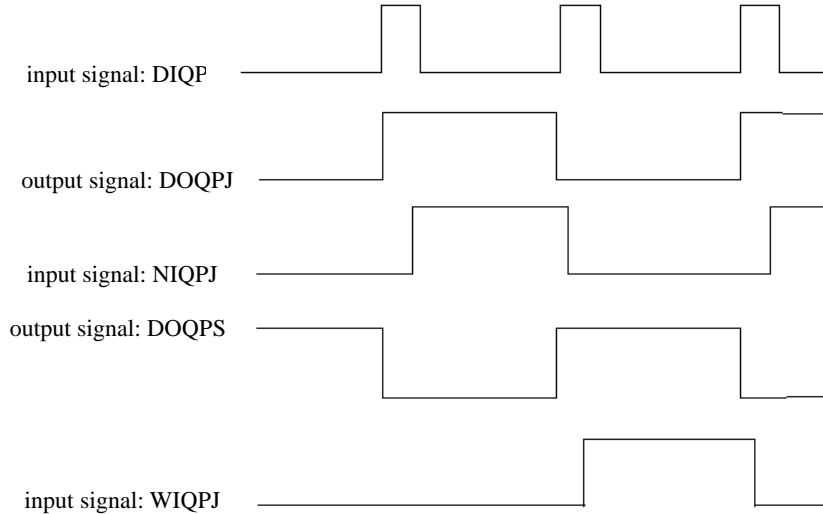 input signal: DIQP
output signal: DOQPJ
input signal: NIQPJ
output signal: DOQPS
input signal: WIQPJ